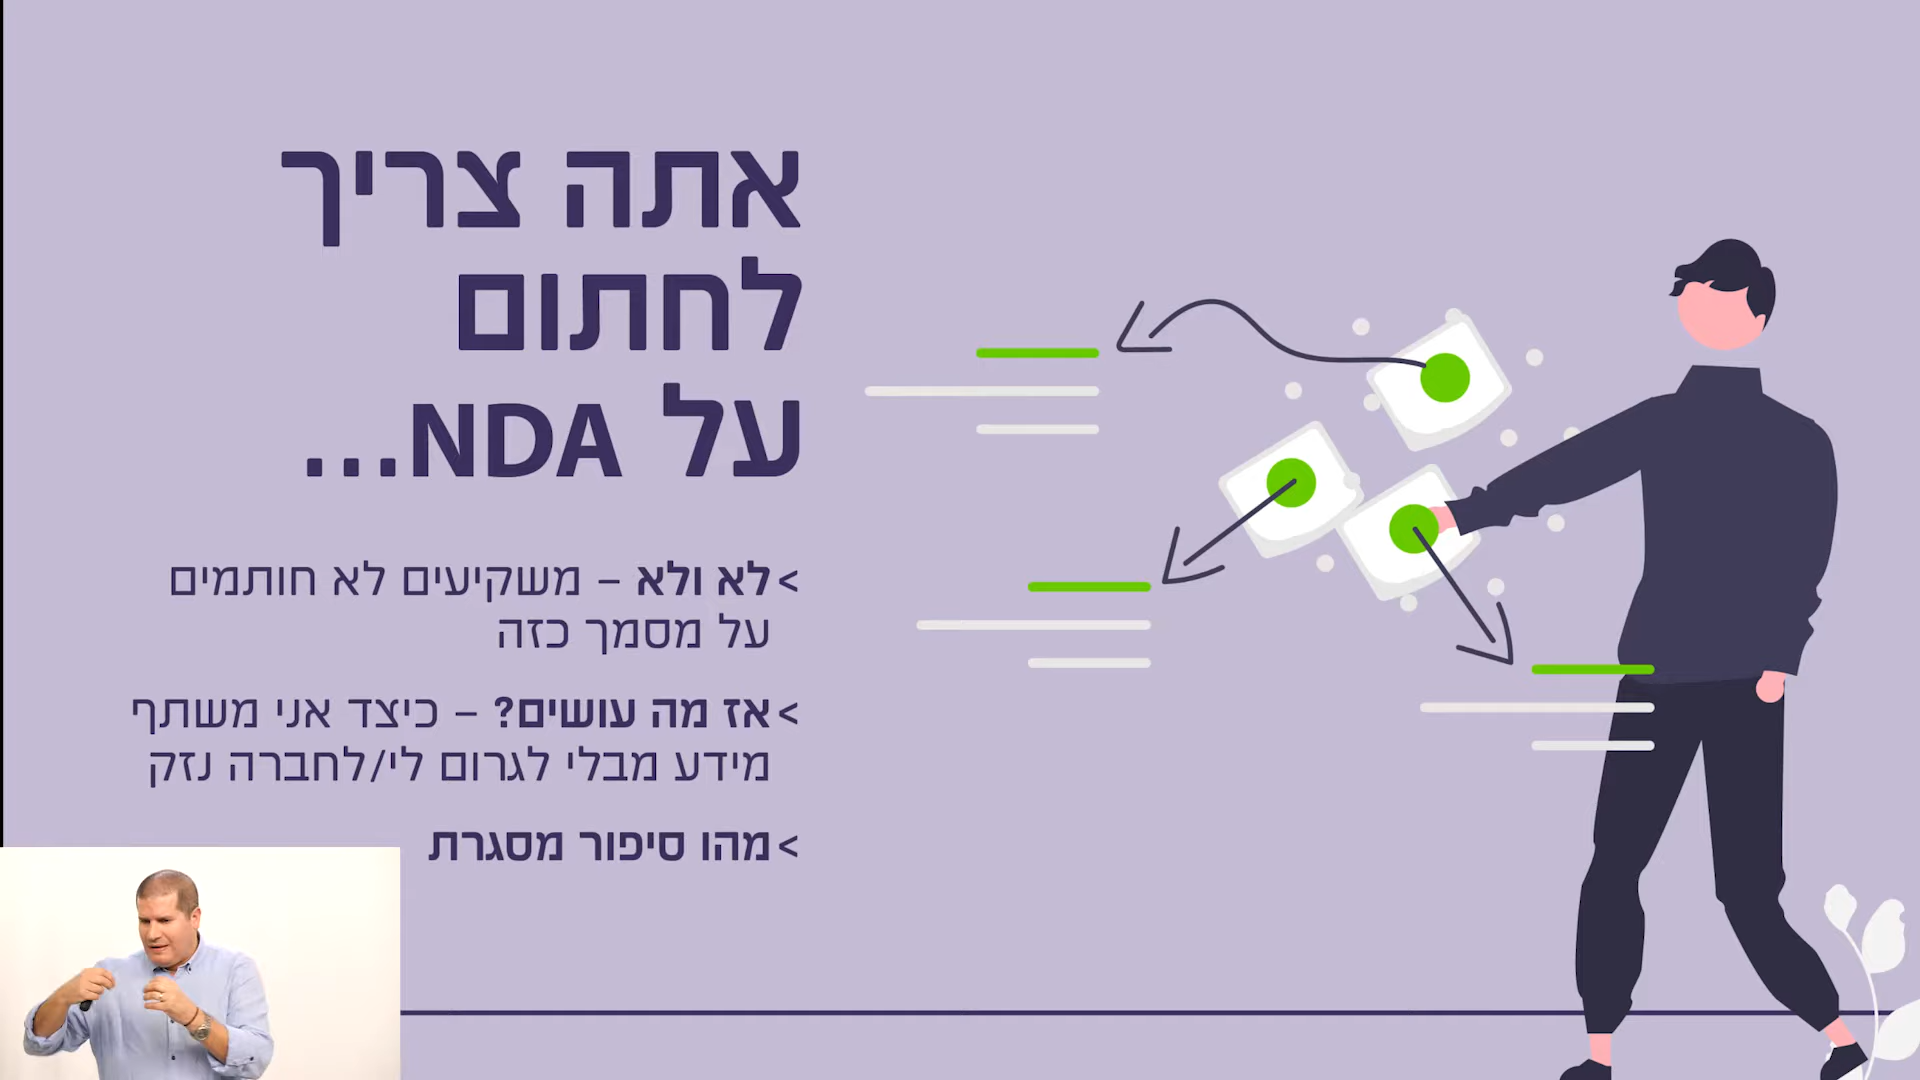 אתה צריך
לחתום
על NDA...
>לא ולא – משקיעים לא חותמים
על מסמך כזה
>אז מה עושים? – כיצד אני משתף
מידע מבלי לגרום לי/לחברה נזק
>מהו סיפור מסגרת